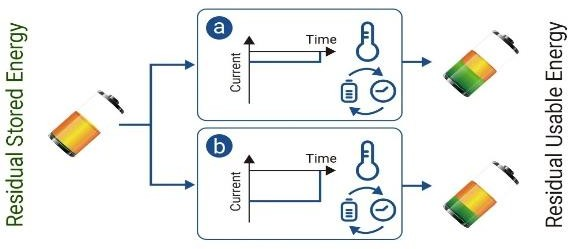 Residual Stored Energy
a
Time
Current
b
Time
Current
Residual Usable Energy